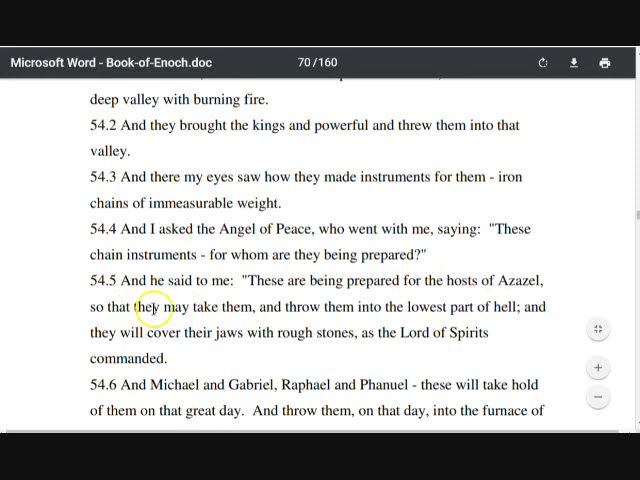 Microsoft Word - Book-of-Enoch.doc 70 / 160
deep valley with burning fire.
54.2 And they brought the kings and powerful and threw them into that
valley.
54.3 And there my eyes saw how they made instruments for them - iron
chains of immeasurable weight.
54.4 And I asked the Angel of Peace, who went with me, saying: "These
chain instruments - for whom are they being prepared?"
54.5 And he said to me: "These are being prepared for the hosts of Azazel,
so that they may take them, and throw them into the lowest part of hell; and
they will cover their jaws with rough stones, as the Lord of Spirits
commanded.
54.6 And Michael and Gabriel, Raphael and Phanuel - these will take hold
of them on that great day. And throw them, on that day, into the furnace of